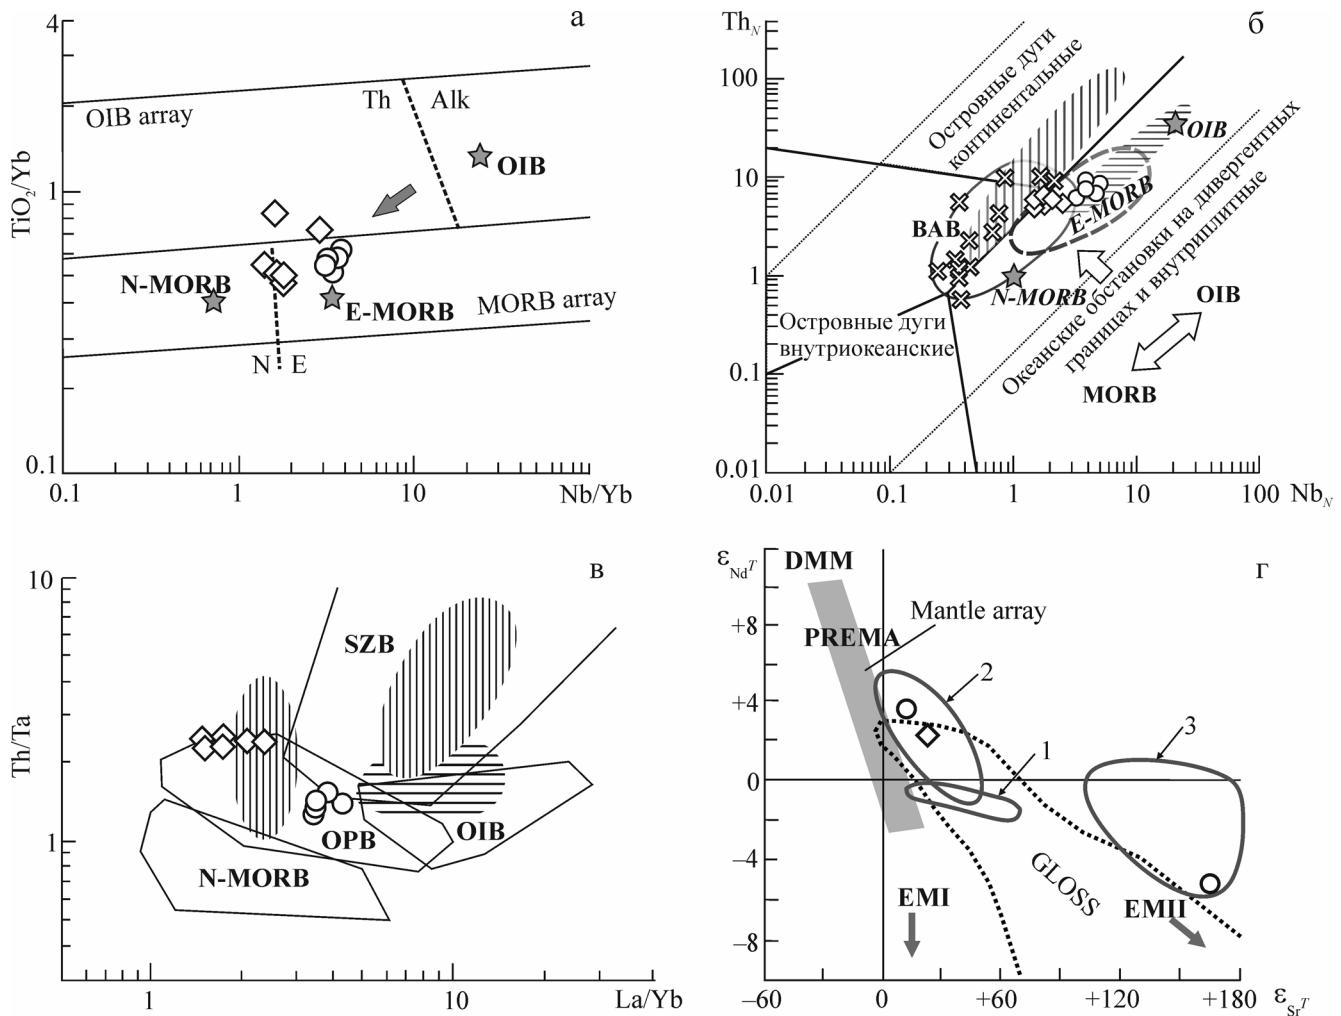 а
4
1
0.1
TiO2/Yb
OIB array
Th
Alk
OIB
N-MORB
E-MORB
MORB array
N
E
0.1
1
10
Nb/Yb
б
ThN
100
10
1
0.1
0.01
Островные дуги
континентальные
OIB
E-MORB
BAB
N-MORB
Островные дуги
внутриокеанские
Океанские обстановки на дивергентных
границах и внутриплитные
OIB
MORB
0.01
0.1
1
10
100
NbN
в
10
1
Th/Ta
SZB
OPB
OIB
N-MORB
1
10
La/Yb
г
εNdT
DMM
Mantle array
PREMA
+8
+4
0
−4
−8
2
1
3
GLOSS
EMI
EMII
−60
0
+60
+120
+180
εSrT